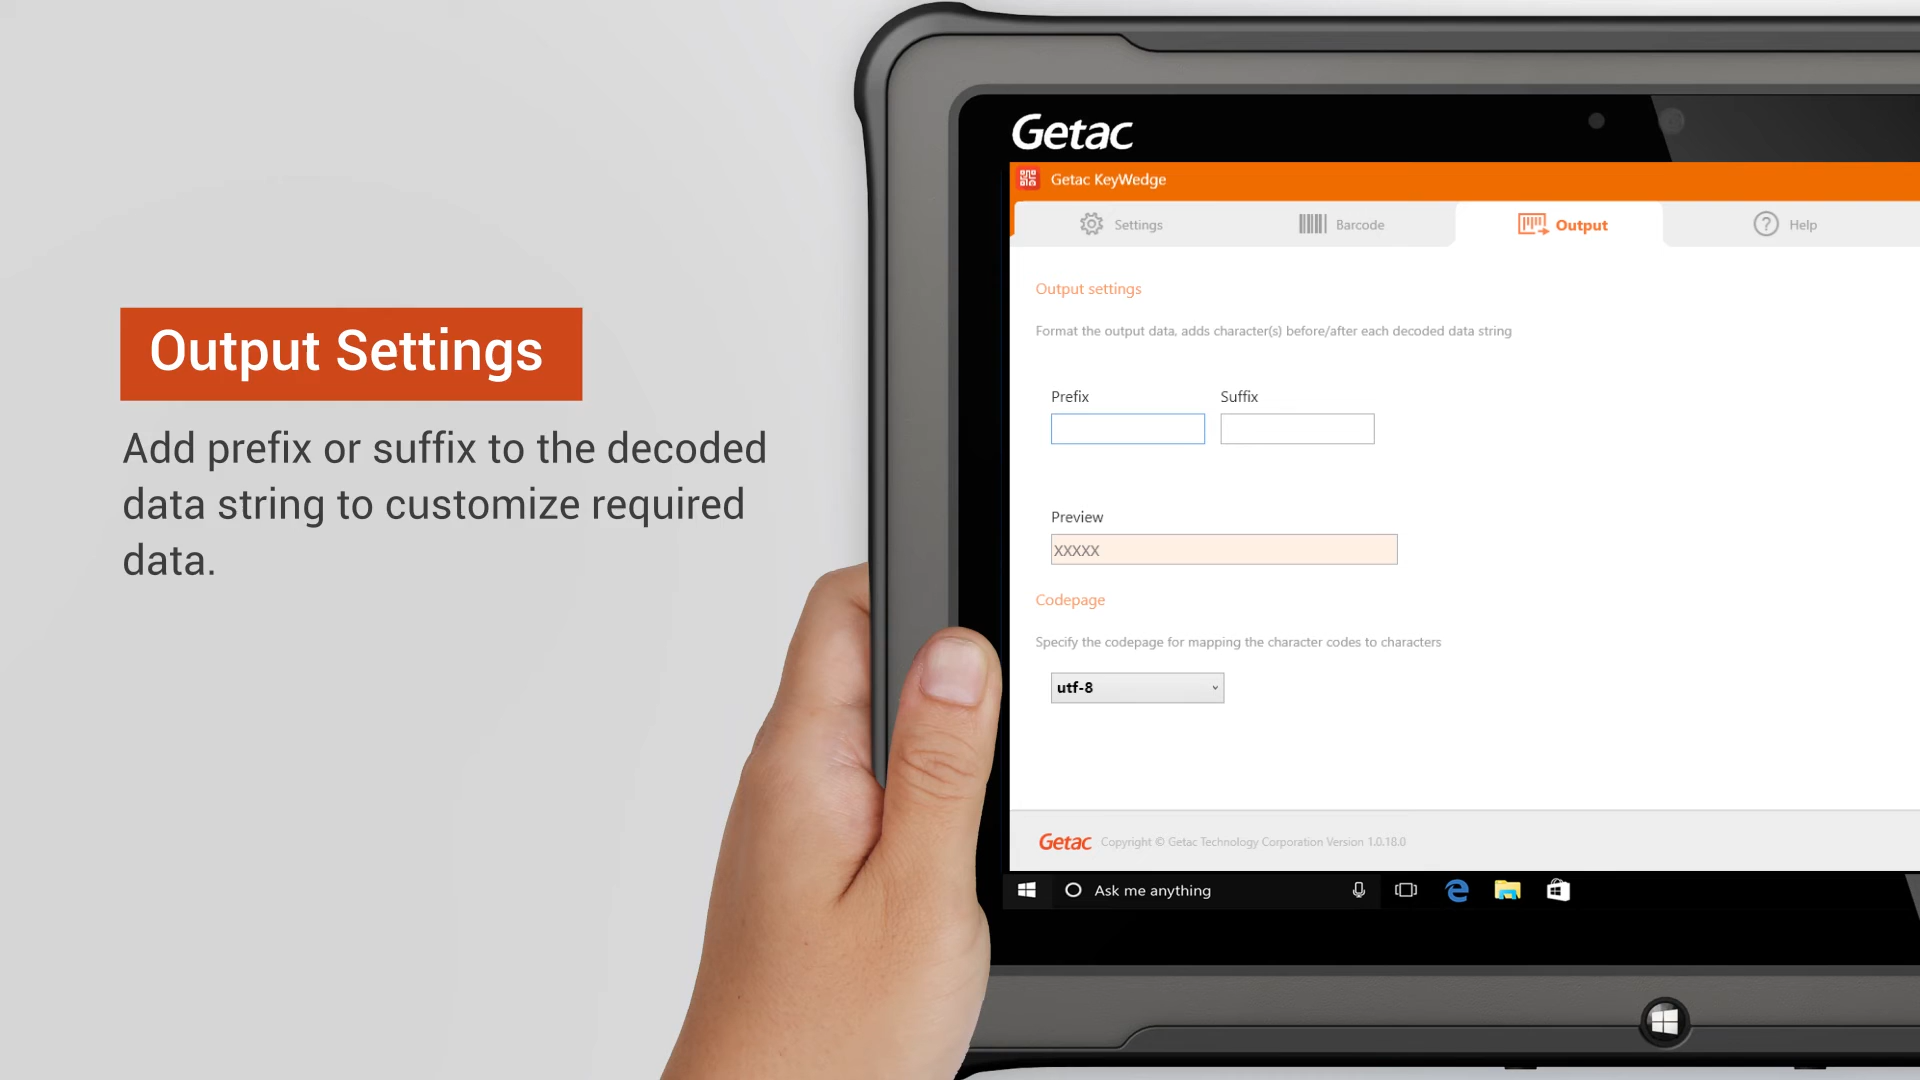 Output Settings
Add prefix or suffix to the decoded
data string to customize required
data.
Getac
Getac KeyWedge
Settings
Barcode
Output
Help
Output settings
Format the output data, adds character(s) before/after each decoded data string
Prefix
Suffix
Preview
XXXXX
Codepage
Specify the codepage for mapping the character codes to characters
utf-8
Getac Copyright © Getac Technology Corporation Version 1.0.18.0
Ask me anything